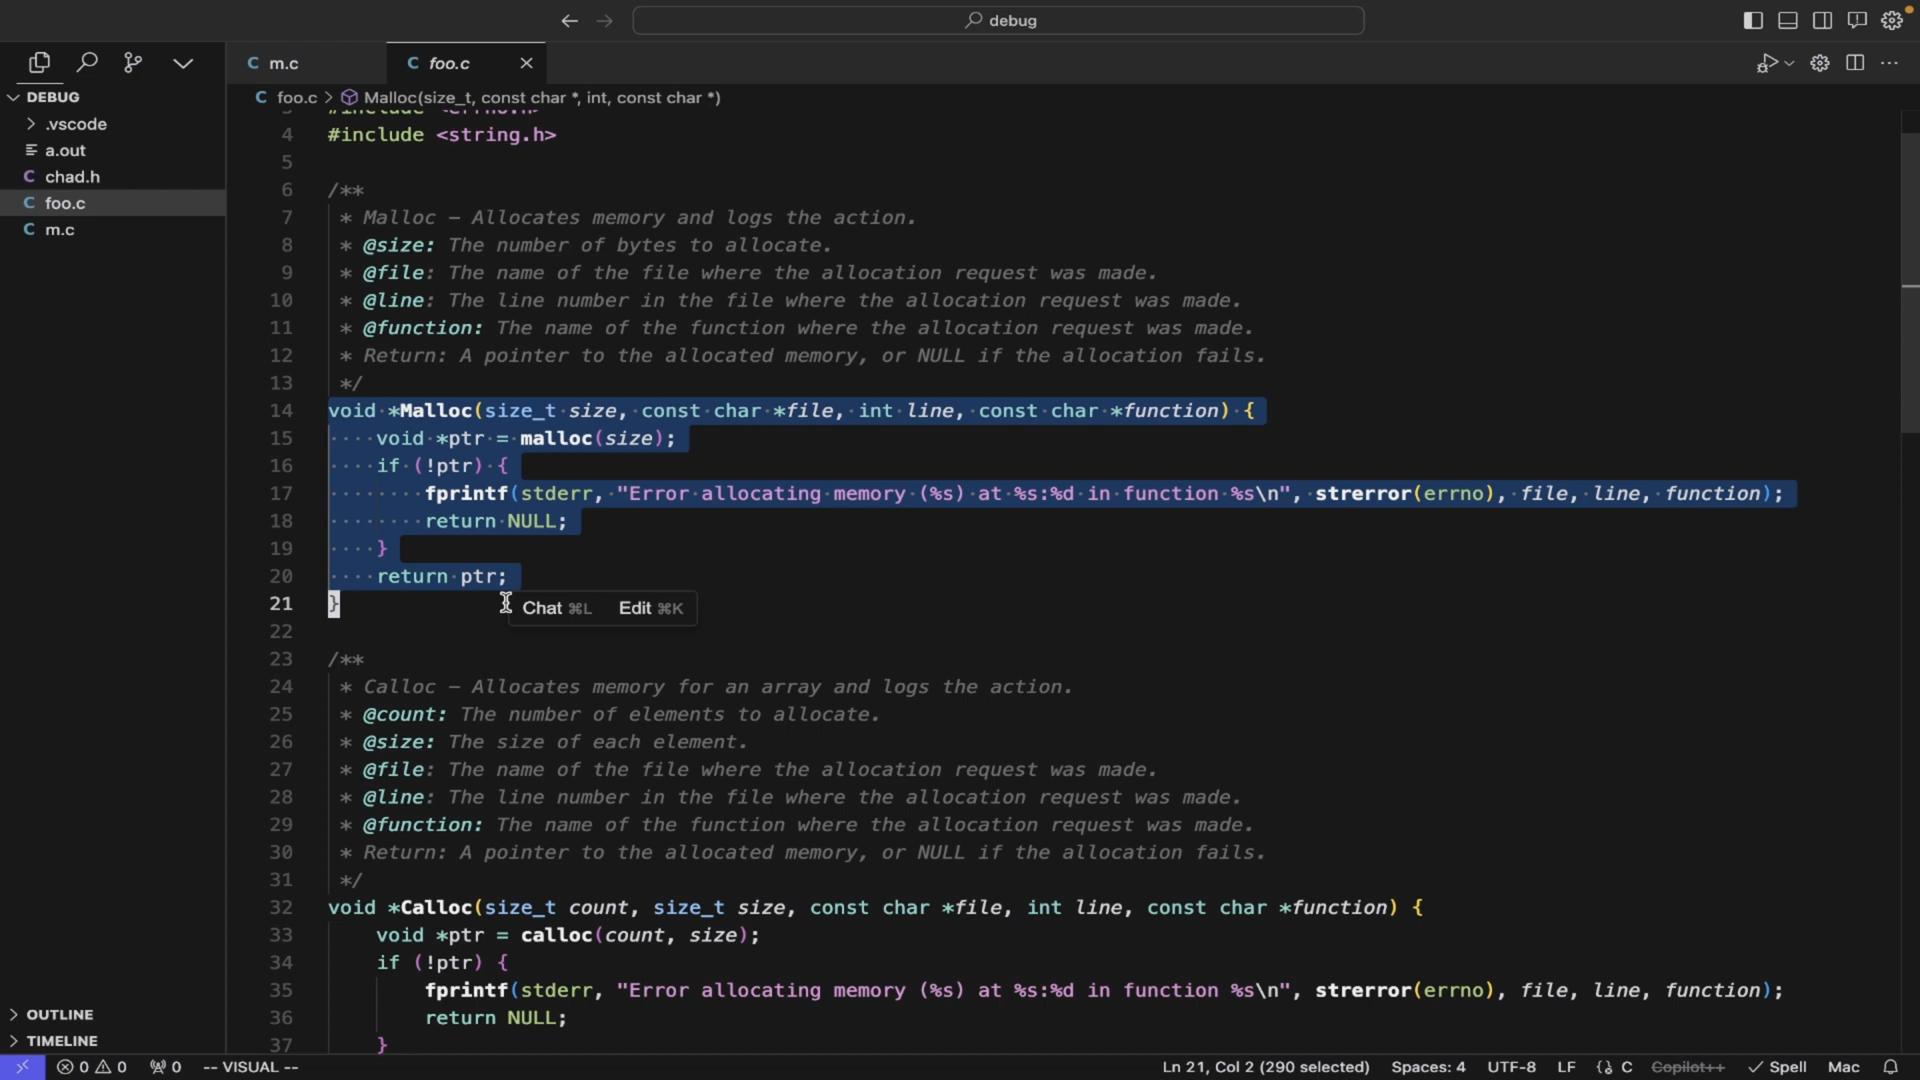 debug
m.c
foo.c
DEBUG
foo.c > Malloc(size_t, const char *, int, const char *)
.vscode
a.out
chad.h
foo.c
m.c
OUTLINE
TIMELINE
4 #include <string.h>
5
6 /**
7 * Malloc – Allocates memory and logs the action.
8 * @size: The number of bytes to allocate.
9 * @file: The name of the file where the allocation request was made.
10 * @line: The line number in the file where the allocation request was made.
11 * @function: The name of the function where the allocation request was made.
12 * Return: A pointer to the allocated memory, or NULL if the allocation fails.
13 */
14 void *Malloc(size_t size, const char *file, int line, const char *function) {
15 void *ptr = malloc(size);
16 if (!ptr) {
17 fprintf(stderr, "Error allocating memory (%s) at %s:%d in function %s\n", strerror(errno), file, line, function);
18 return NULL;
19 }
20 return ptr;
21 }
Chat ⌘L Edit ⌘K
22
23 /**
24 * Calloc – Allocates memory for an array and logs the action.
25 * @count: The number of elements to allocate.
26 * @size: The size of each element.
27 * @file: The name of the file where the allocation request was made.
28 * @line: The line number in the file where the allocation request was made.
29 * @function: The name of the function where the allocation request was made.
30 * Return: A pointer to the allocated memory, or NULL if the allocation fails.
31 */
32 void *Calloc(size_t count, size_t size, const char *file, int line, const char *function) {
33 void *ptr = calloc(count, size);
34 if (!ptr) {
35 fprintf(stderr, "Error allocating memory (%s) at %s:%d in function %s\n", strerror(errno), file, line, function);
36 return NULL;
37 }
0 0 0 -- VISUAL -- Ln 21, Col 2 (290 selected) Spaces: 4 UTF-8 LF C Copilot++ Spell Mac